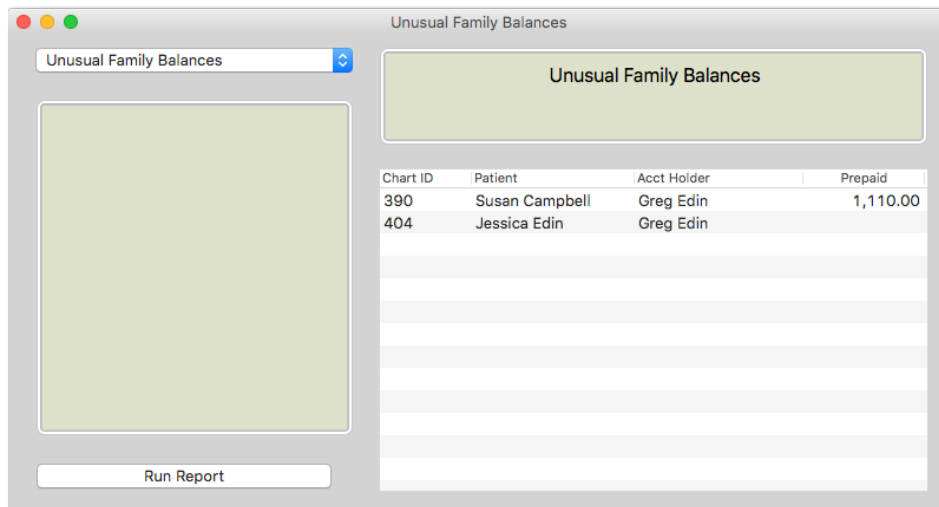 Unusual Family Balances
Unusual Family Balances
Unusual Family Balances
Chart ID Patient Acct Holder Prepaid
390 Susan Campbell Greg Edin 1,110.00
404 Jessica Edin Greg Edin
Run Report